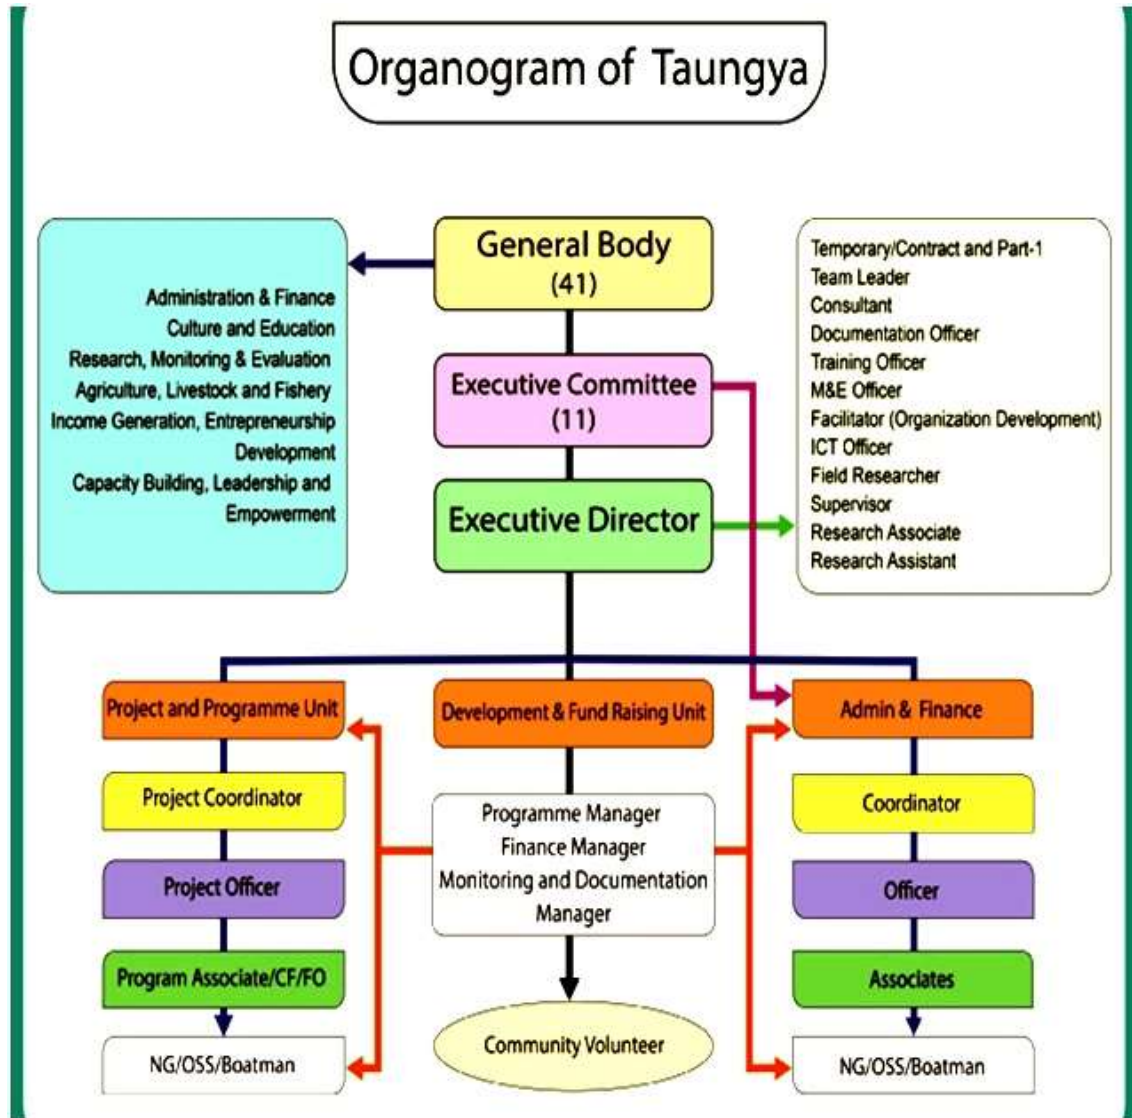 Organogram of Taungya
General Body
(41)
Administration & Finance
Culture and Education
Research, Monitoring & Evaluation
Agriculture, Livestock and Fishery
Income Generation, Entrepreneurship
Development
Capacity Building, Leadership and
Empowerment
Executive Committee
(11)
Executive Director
Temporary/Contract and Part-1
Team Leader
Consultant
Documentation Officer
Training Officer
M&E Officer
Facilitator (Organization Development)
ICT Officer
Field Researcher
Supervisor
Research Associate
Research Assistant
Project and Programme Unit
Project Coordinator
Project Officer
Program Associate/CF/FO
NG/OSS/Boatman
Development & Fund Raising Unit
Programme Manager
Finance Manager
Monitoring and Documentation
Manager
Community Volunteer
Admin & Finance
Coordinator
Officer
Associates
NG/OSS/Boatman